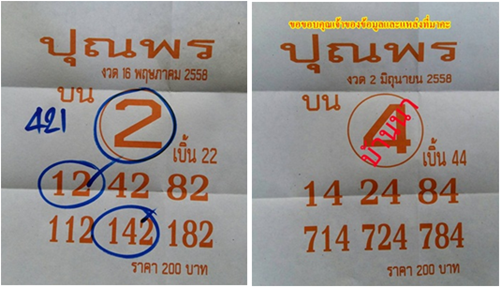 ปุณพร
งวด 16 พฤษภาคม 2558
บน
421
2
เบิ้น 22
12 42 82
112 142 182
ราคา 200 บาท
ขอขอบคุณเจ้าของข้อมูลและแหล่งที่มาคะ
ปุณพร
งวด 2 มิถุนายน 2558
บน
4
บ้านนา
เบิ้น 44
14 24 84
714 724 784
ราคา 200 บาท